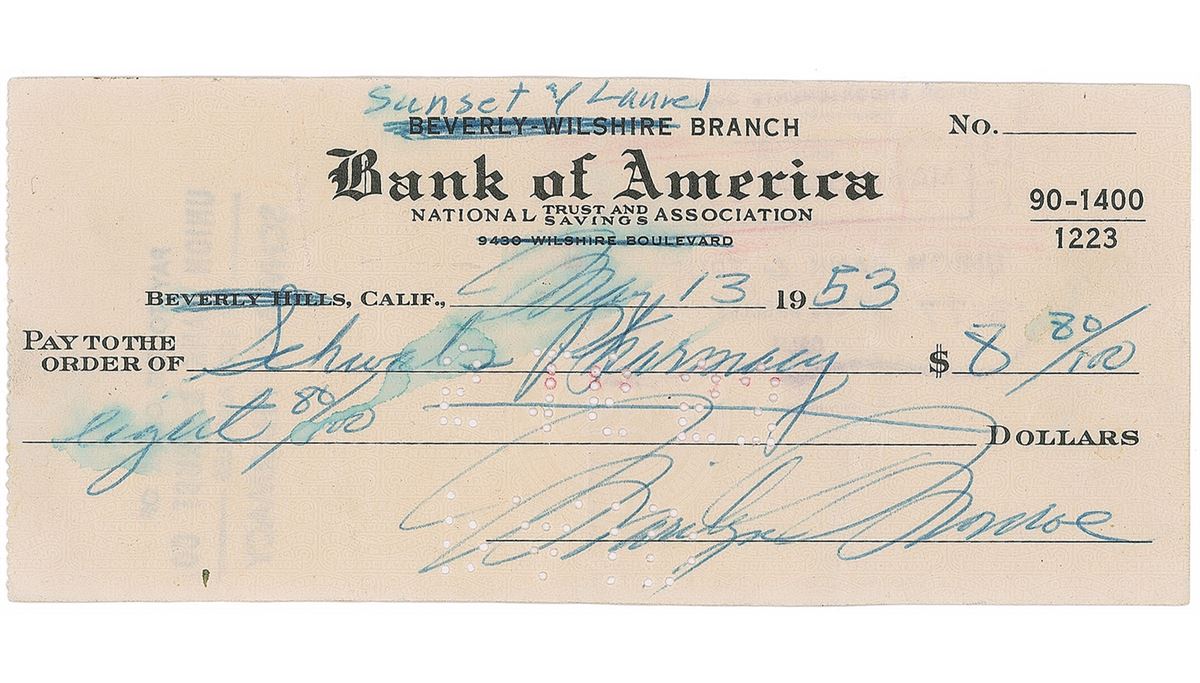 Sunset & Laurel
BEVERLY-WILSHIRE BRANCH
No.
Bank of America
NATIONAL TRUST AND SAVINGS ASSOCIATION
90-1400
1223
9430 WILSHIRE BOULEVARD
BEVERLY HILLS, CALIF., May 13 1953
PAY TO THE ORDER OF Schwabs Pharmacy $ 8 80/100
eight 80/100 DOLLARS
Marilyn Monroe